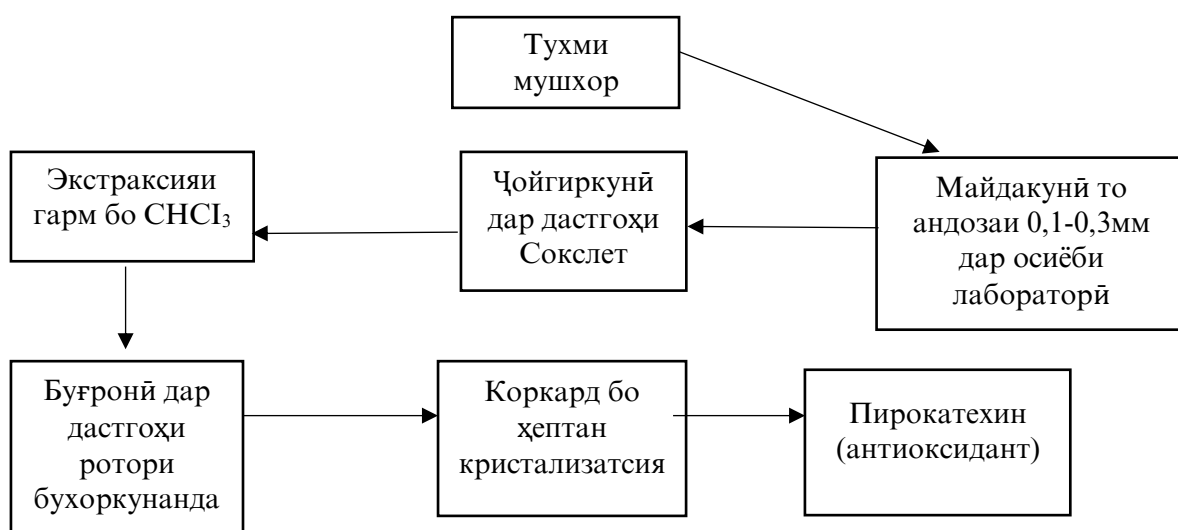 Тухми
мушхор
Майдакунӣ то
андозаи 0,1-0,3мм
дар осиёби
лабораторӣ
Ҷойгиркунӣ
дар дастгоҳи
Сокслет
Экстраксияи
гарм бо CHCI₃
Буғронӣ дар
дастгоҳи
ротори
бухоркунанда
Коркард бо
ҳептан
кристализатсия
Пирокатехин
(антиоксидант)